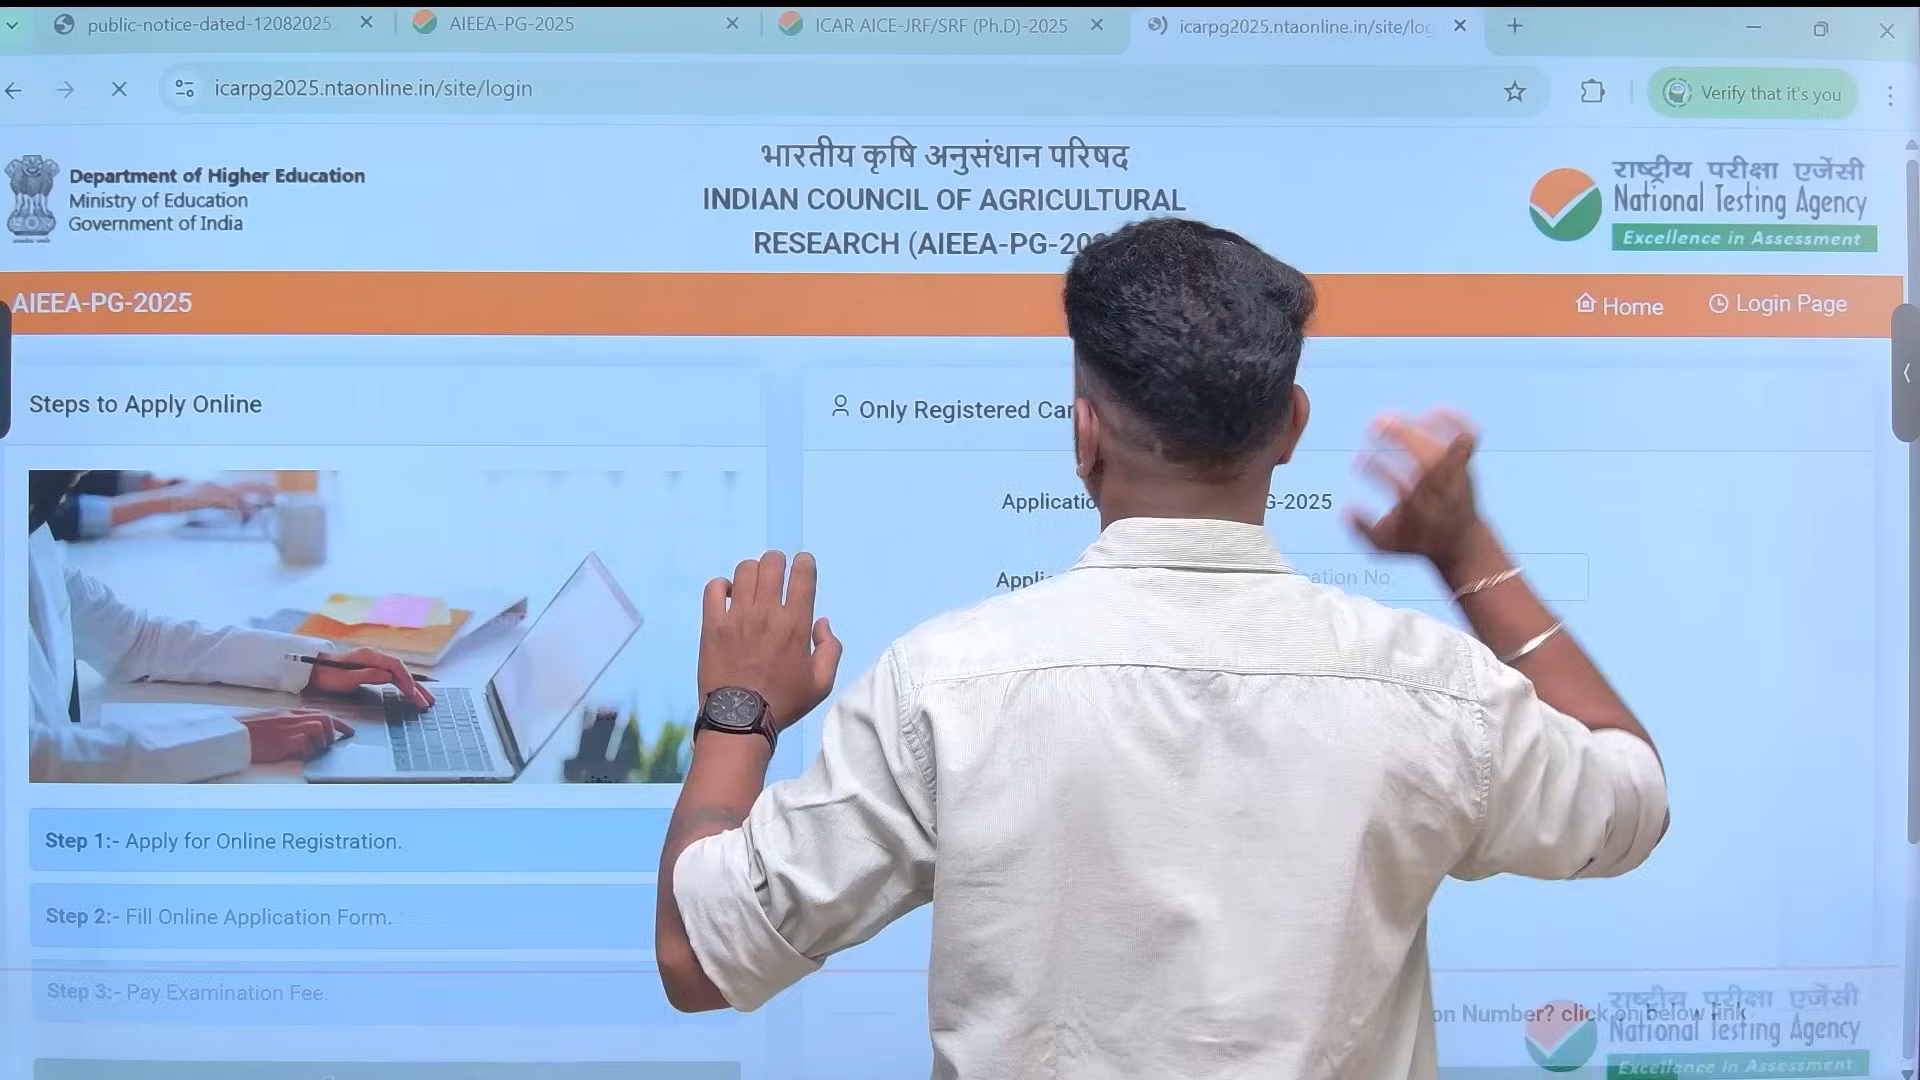 public-notice-dated-12082025.
AIEEA-PG-2025
ICAR AICE-JRF/SRF (Ph.D)-2025
icarpg2025.ntaonline.in/site/log
icarpg2025.ntaonline.in/site/login
Verify that it's you
Department of Higher Education
Ministry of Education
Government of India
भारतीय कृषि अनुसंधान परिषद
INDIAN COUNCIL OF AGRICULTURAL
RESEARCH (AIEEA-PG-20
राष्ट्रीय परीक्षा एजेंसी
National Testing Agency
Excellence in Assessment
AIEEA-PG-2025
Home
Login Page
Steps to Apply Online
Only Registered
G-2025
No
Step 1:- Apply for Online Registration.
Step 2:- Fill Online Application Form.
Step 3:- Pay Examination Fee.
on Number? click on below link
राष्ट्रीय परीक्षा एजेंसी
National Testing Agency
Excellence in Assessment